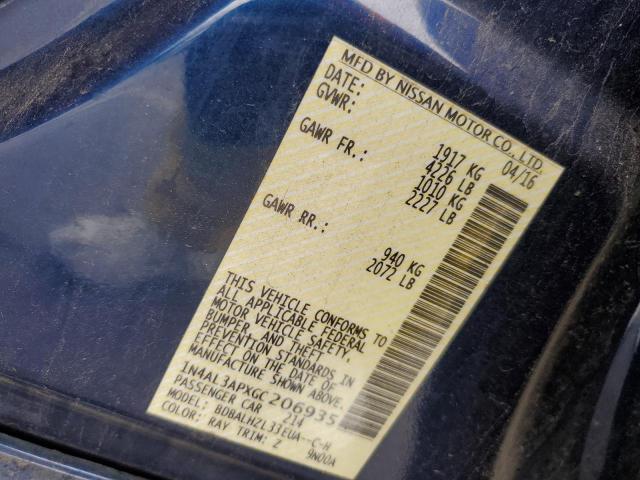 MFD BY NISSAN MOTOR CO., LTD.
DATE: 04/16
GVWR: 1917 KG
4226 LB
GAWR FR.: 1010 KG
2227 LB
GAWR RR.: 940 KG
2072 LB
THIS VEHICLE CONFORMS TO
ALL APPLICABLE FEDERAL
MOTOR VEHICLE SAFETY,
BUMPER, AND THEFT
PREVENTION STANDARDS IN
EFFECT ON THE DATE OF
MANUFACTURE SHOWN ABOVE.
1N4AL3APXGC206935
PASSENGER CAR 214
MODEL: BDBALHZL33EUA--C-H
COLOR: RAY TRIM: Z 9N00A